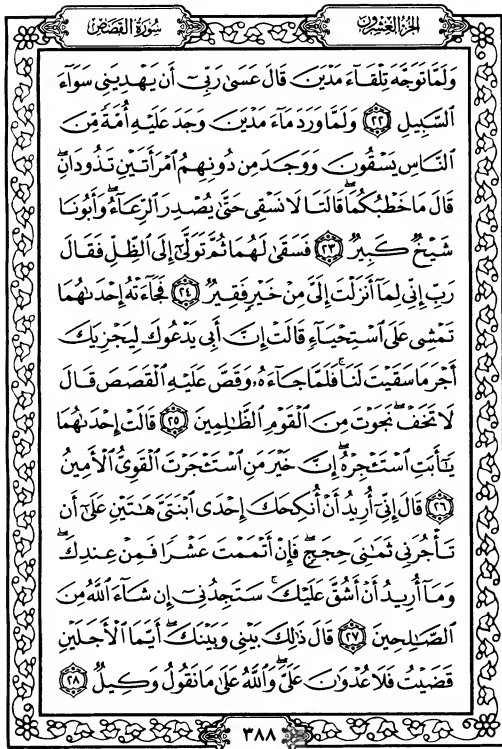 الجزء العشرون
سورة القصص
وَلَمَّا تَوَجَّهَ تِلْقَآءَ مَدْيَنَ قَالَ عَسَىٰ رَبِّىٓ أَن يَهْدِيَنِى سَوَآءَ
ٱلسَّبِيلِ ٢٢ وَلَمَّا وَرَدَ مَآءَ مَدْيَنَ وَجَدَ عَلَيْهِ أُمَّةً مِّنَ
ٱلنَّاسِ يَسْقُونَ وَوَجَدَ مِن دُونِهِمُ ٱمْرَأَتَيْنِ تَذُودَانِ ۖ
قَالَ مَا خَطْبُكُمَا ۖ قَالَتَا لَا نَسْقِى حَتَّىٰ يُصْدِرَ ٱلرِّعَآءُ ۖ وَأَبُونَا
شَيْخٌ كَبِيرٌ ٢٣ فَسَقَىٰ لَهُمَا ثُمَّ تَوَلَّىٰٓ إِلَى ٱلظِّلِّ فَقَالَ
رَبِّ إِنِّى لِمَآ أَنزَلْتَ إِلَىَّ مِنْ خَيْرٍ فَقِيرٌ ٢٤ فَجَآءَتْهُ إِحْدَىٰهُمَا
تَمْشِى عَلَى ٱسْتِحْيَآءٍ قَالَتْ إِنَّ أَبِى يَدْعُوكَ لِيَجْزِيَكَ
أَجْرَ مَا سَقَيْتَ لَنَا ۚ فَلَمَّا جَآءَهُۥ وَقَصَّ عَلَيْهِ ٱلْقَصَصَ قَالَ
لَا تَخَفْ ۖ نَجَوْتَ مِنَ ٱلْقَوْمِ ٱلظَّٰلِمِينَ ٢٥ قَالَتْ إِحْدَىٰهُمَا
يَٰٓأَبَتِ ٱسْتَـْٔجِرْهُ ۖ إِنَّ خَيْرَ مَنِ ٱسْتَـْٔجَرْتَ ٱلْقَوِىُّ ٱلْأَمِينُ
٢٦ قَالَ إِنِّىٓ أُرِيدُ أَنْ أُنكِحَكَ إِحْدَى ٱبْنَتَىَّ هَٰتَيْنِ عَلَىٰٓ أَن
تَأْجُرَنِى ثَمَٰنِىَ حِجَجٍ ۖ فَإِنْ أَتْمَمْتَ عَشْرًا فَمِنْ عِندِكَ ۖ
وَمَآ أُرِيدُ أَنْ أَشُقَّ عَلَيْكَ ۚ سَتَجِدُنِىٓ إِن شَآءَ ٱللَّهُ مِنَ
ٱلصَّٰلِحِينَ ٢٧ قَالَ ذَٰلِكَ بَيْنِى وَبَيْنَكَ ۖ أَيَّمَا ٱلْأَجَلَيْنِ
قَضَيْتُ فَلَا عُدْوَٰنَ عَلَىَّ ۖ وَٱللَّهُ عَلَىٰ مَا نَقُولُ وَكِيلٌ ٢٨
٣٨٨